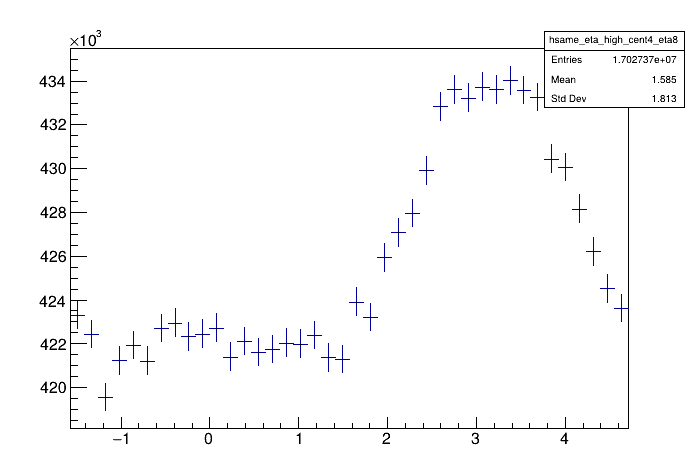 ×10³
hsame_eta_high_cent4_eta8
Entries 1.702737e+07
Mean 1.585
Std Dev 1.813
434
432
430
428
426
424
422
420
−1 0 1 2 3 4